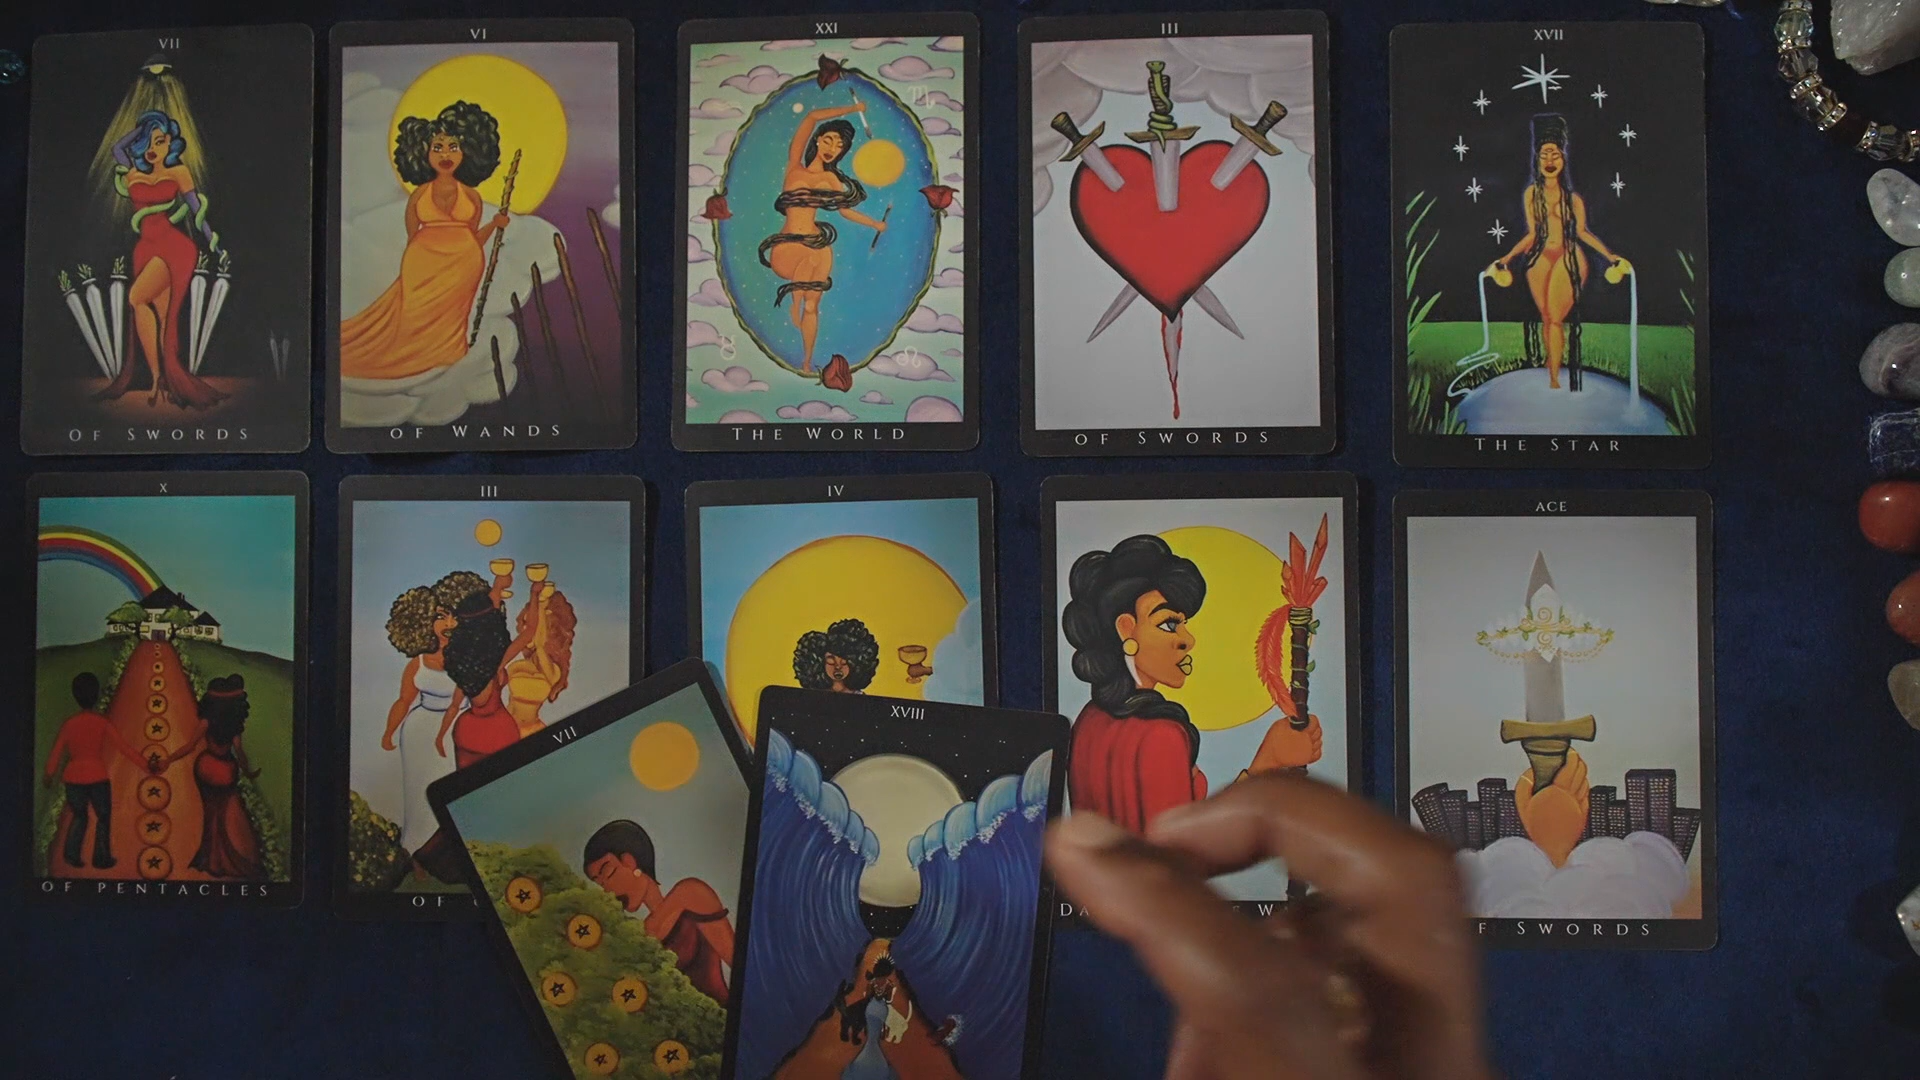 VII
OF SWORDS
VI
OF WANDS
XXI
THE WORLD
III
OF SWORDS
XVII
THE STAR
X
OF PENTACLES
III
OF
IV
ACE
SWORDS
VII
XVIII